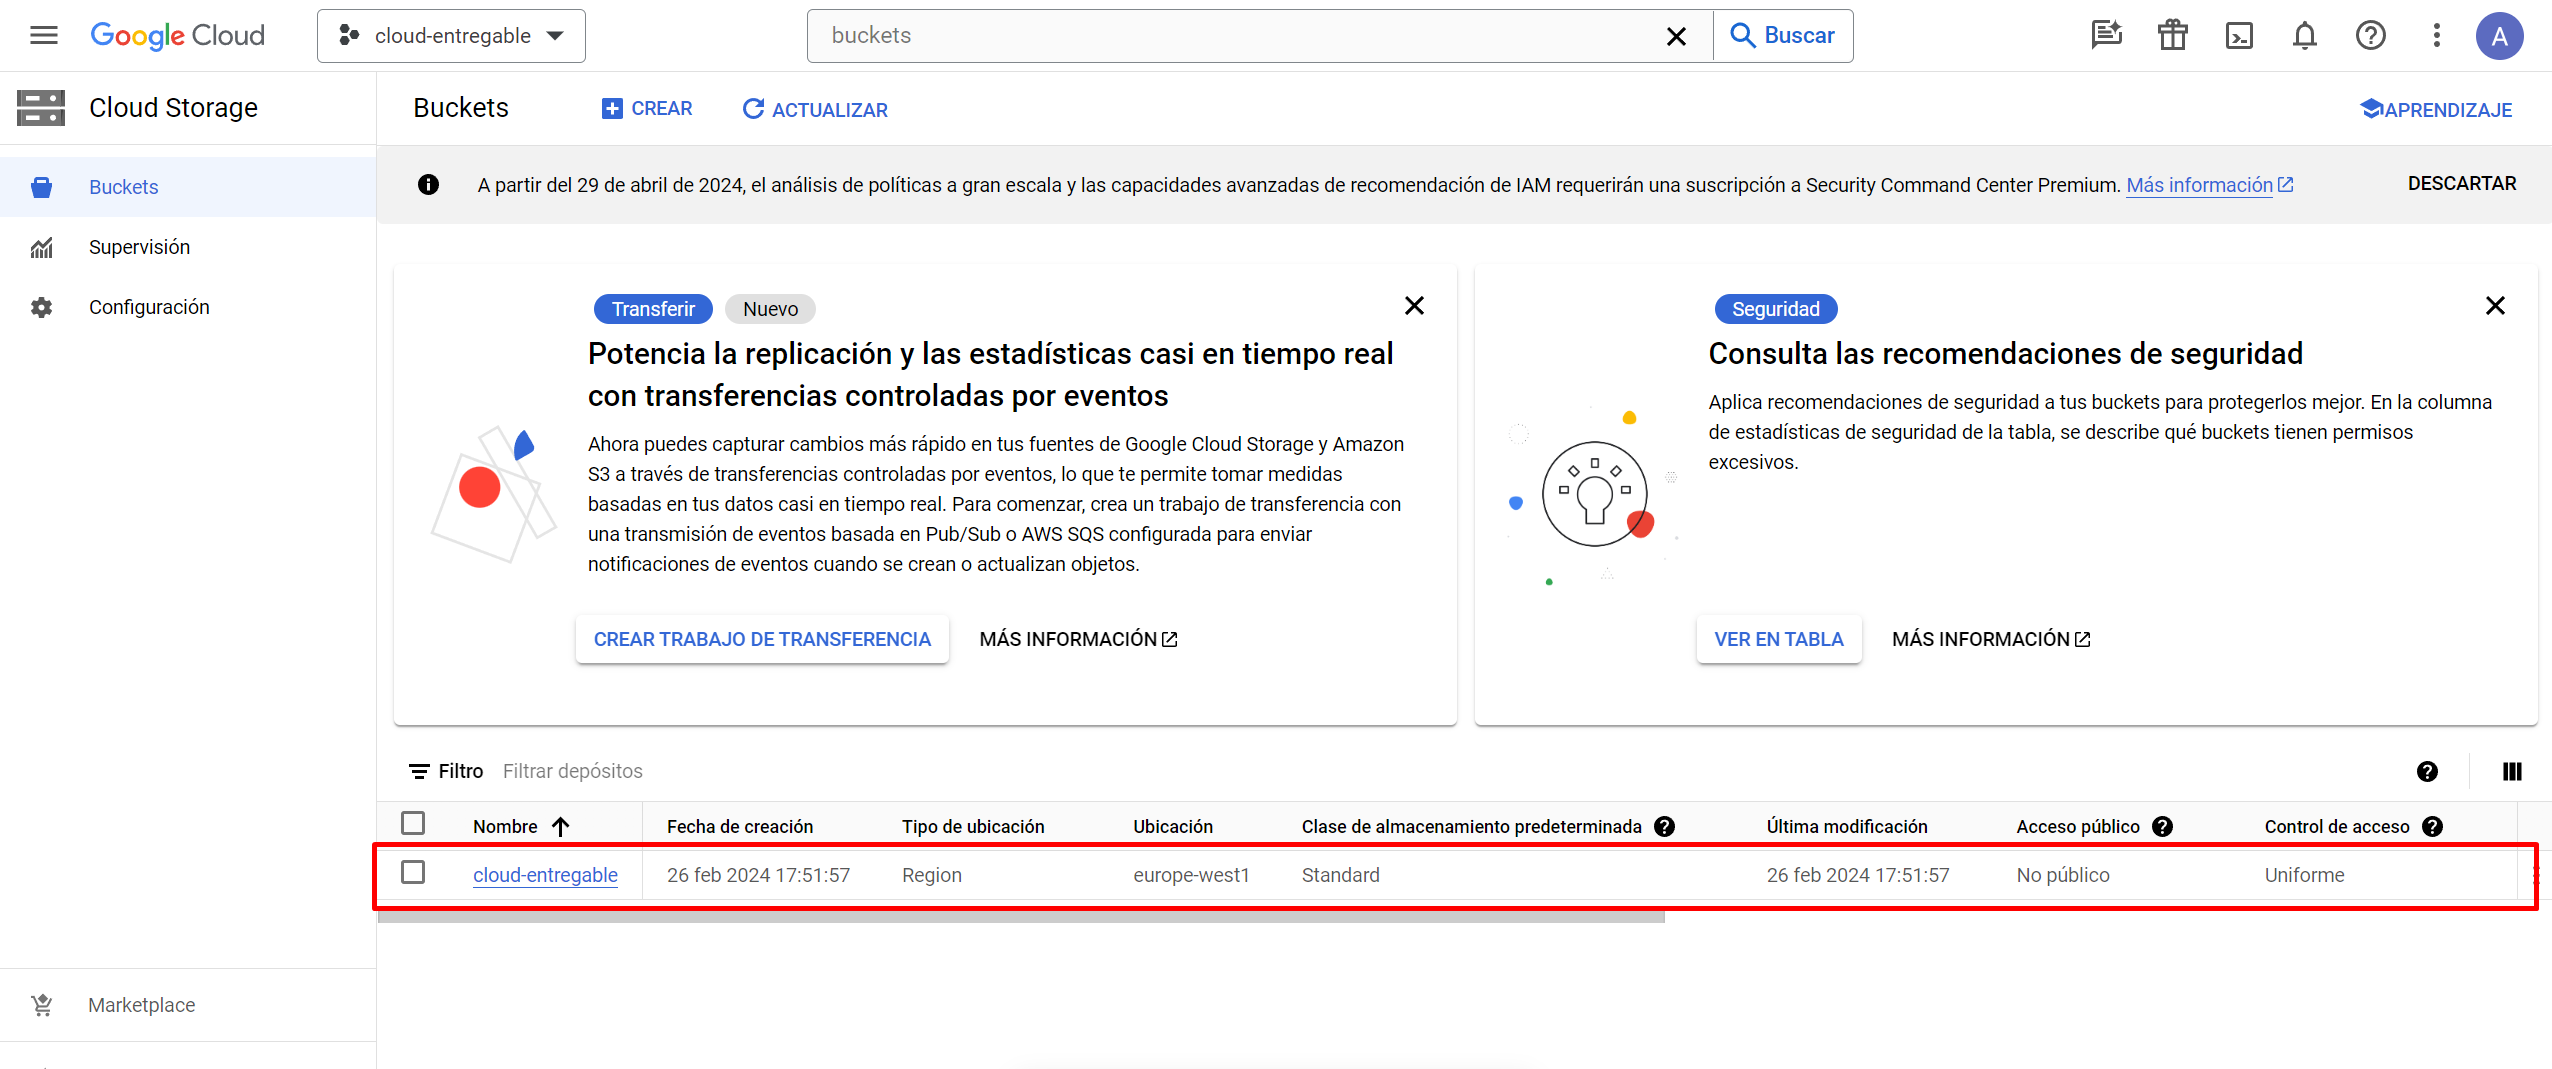 Google Cloud
cloud-entregable
buckets
Buscar
A
Cloud Storage
Buckets
CREAR
ACTUALIZAR
APRENDIZAJE
Buckets
Supervisión
Configuración
A partir del 29 de abril de 2024, el análisis de políticas a gran escala y las capacidades avanzadas de recomendación de IAM requerirán una suscripción a Security Command Center Premium. Más información
DESCARTAR
Transferir
Nuevo
Potencia la replicación y las estadísticas casi en tiempo real
con transferencias controladas por eventos
Ahora puedes capturar cambios más rápido en tus fuentes de Google Cloud Storage y Amazon
S3 a través de transferencias controladas por eventos, lo que te permite tomar medidas
basadas en tus datos casi en tiempo real. Para comenzar, crea un trabajo de transferencia con
una transmisión de eventos basada en Pub/Sub o AWS SQS configurada para enviar
notificaciones de eventos cuando se crean o actualizan objetos.
CREAR TRABAJO DE TRANSFERENCIA
MÁS INFORMACIÓN
Seguridad
Consulta las recomendaciones de seguridad
Aplica recomendaciones de seguridad a tus buckets para protegerlos mejor. En la columna
de estadísticas de seguridad de la tabla, se describe qué buckets tienen permisos
excesivos.
VER EN TABLA
MÁS INFORMACIÓN
Filtro
Filtrar depósitos
Nombre
Fecha de creación
Tipo de ubicación
Ubicación
Clase de almacenamiento predeterminada
Última modificación
Acceso público
Control de acceso
cloud-entregable
26 feb 2024 17:51:57
Region
europe-west1
Standard
26 feb 2024 17:51:57
No público
Uniforme
Marketplace